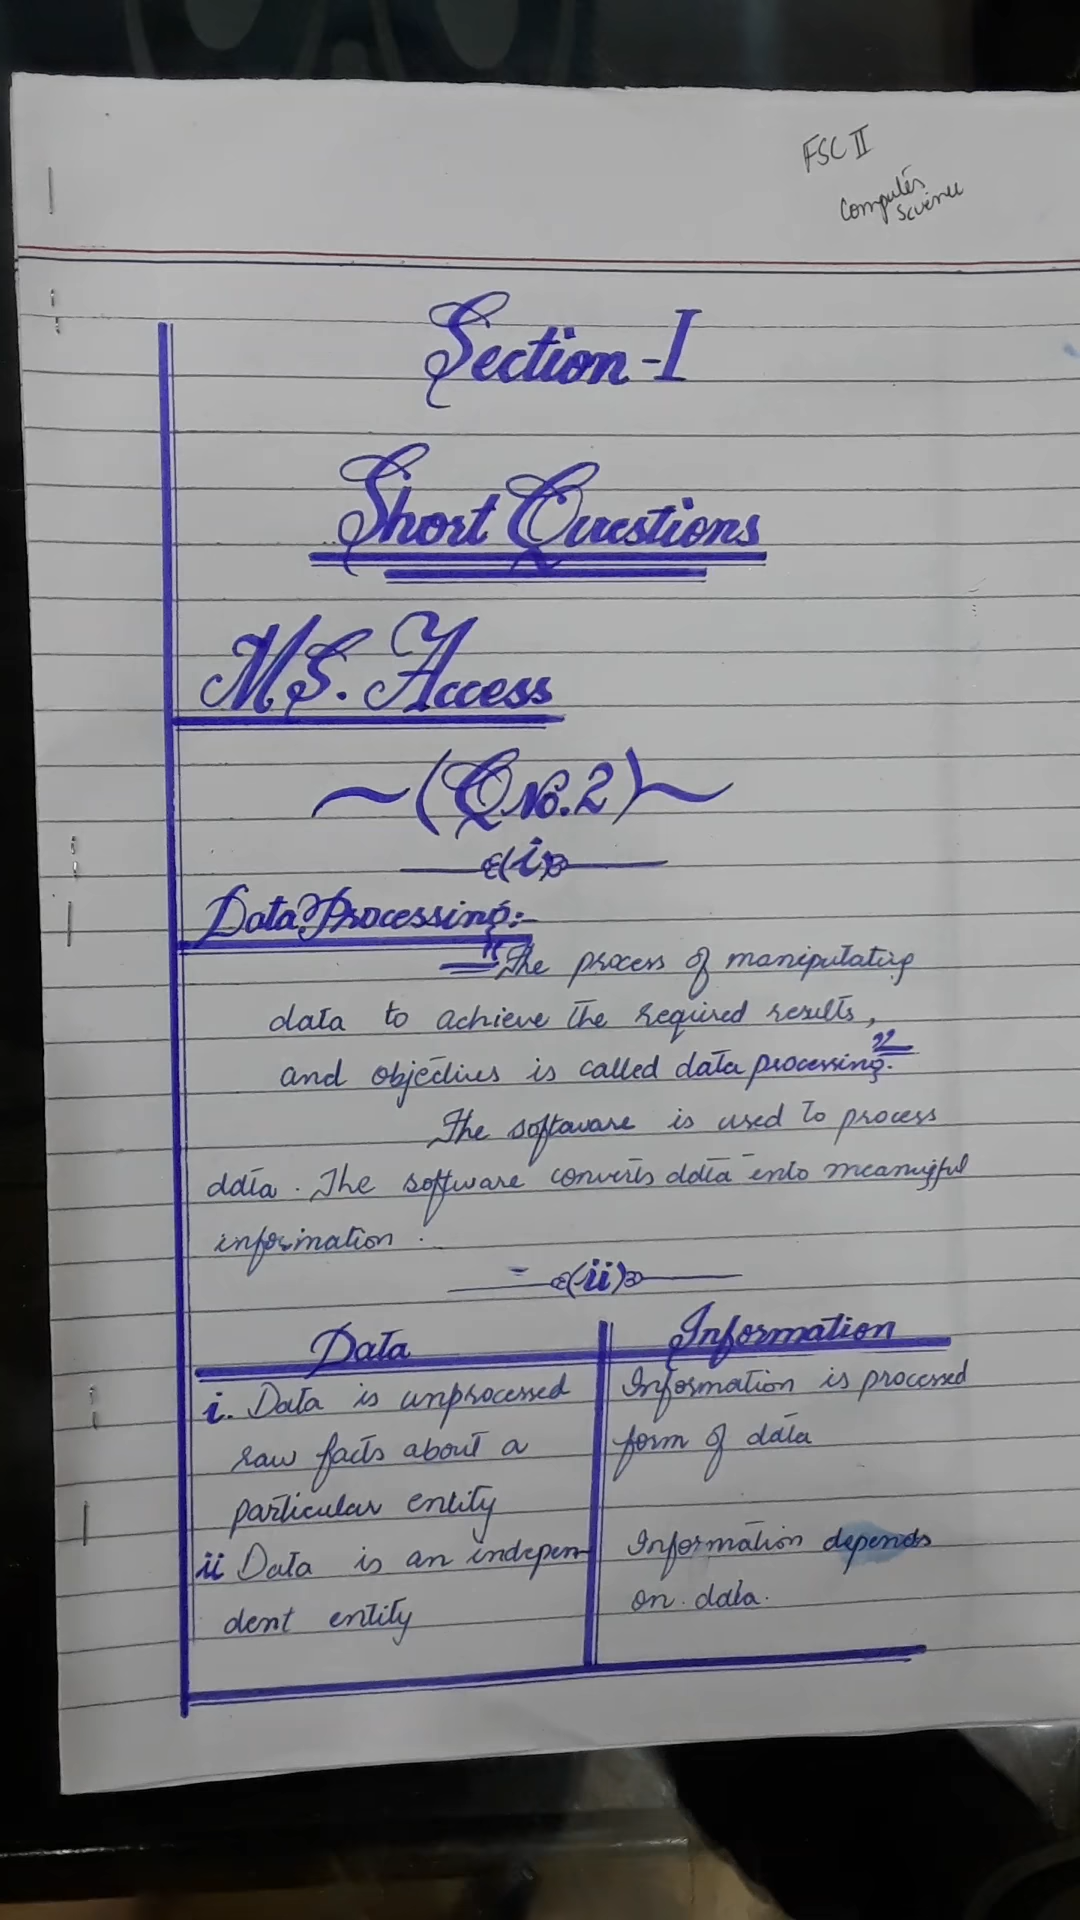 FSC II
Computer
Science
Section-I
Short Questions
MS. Access
~(Q No. 2)~
(i)
Data Processing:-
"The process of manipulating
data to achieve the required results,
and objectives is called data processing."
The software is used to process
data. The software converts data into meaningful
information.
(ii)
Data Information
i. Data is unprocessed Information is processed
raw facts about a form of data
particular entity
ii Data is an indepen- Information depends
dent entity on data.